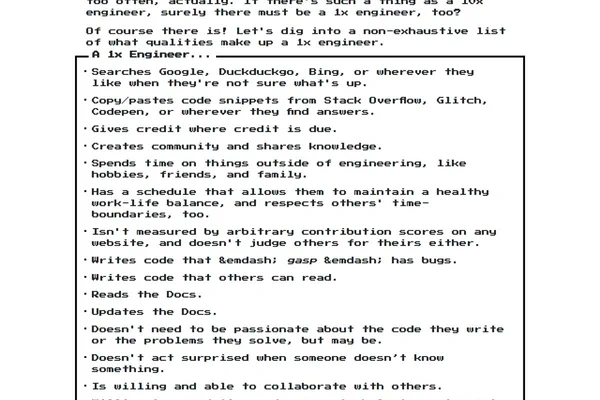 too often, actually. If there's such a thing as a 10x
engineer, surely there must be a 1x engineer, too?
Of course there is! Let's dig into a non-exhaustive list
of what qualities make up a 1x engineer.
A 1x Engineer...
· Searches Google, Duckduckgo, Bing, or wherever they
like when they're not sure what's up.
· Copy/pastes code snippets from Stack Overflow, Glitch,
Codepen, or wherever they find answers.
· Gives credit where credit is due.
· Creates community and shares knowledge.
· Spends time on things outside of engineering, like
hobbies, friends, and family.
· Has a schedule that allows them to maintain a healthy
work-life balance, and respects others' time-
boundaries, too.
· Isn't measured by arbitrary contribution scores on any
website, and doesn't judge others for theirs either.
· Writes code that &emdash; gasp &emdash; has bugs.
· Writes code that others can read.
· Reads the Docs.
· Updates the Docs.
· Doesn't need to be passionate about the code they write
or the problems they solve, but may be.
· Doesn't act surprised when someone doesn’t know
something.
· Is willing and able to collaborate with others.